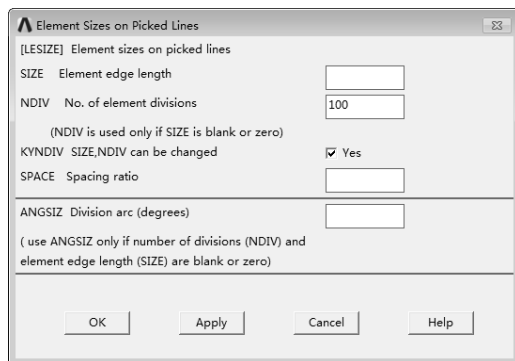 Element Sizes on Picked Lines
[LESIZE] Element sizes on picked lines
SIZE Element edge length
NDIV No. of element divisions 100
(NDIV is used only if SIZE is blank or zero)
KYNDIV SIZE,NDIV can be changed Yes
SPACE Spacing ratio
ANGSIZ Division arc (degrees)
( use ANGSIZ only if number of divisions (NDIV) and
element edge length (SIZE) are blank or zero)
OK Apply Cancel Help